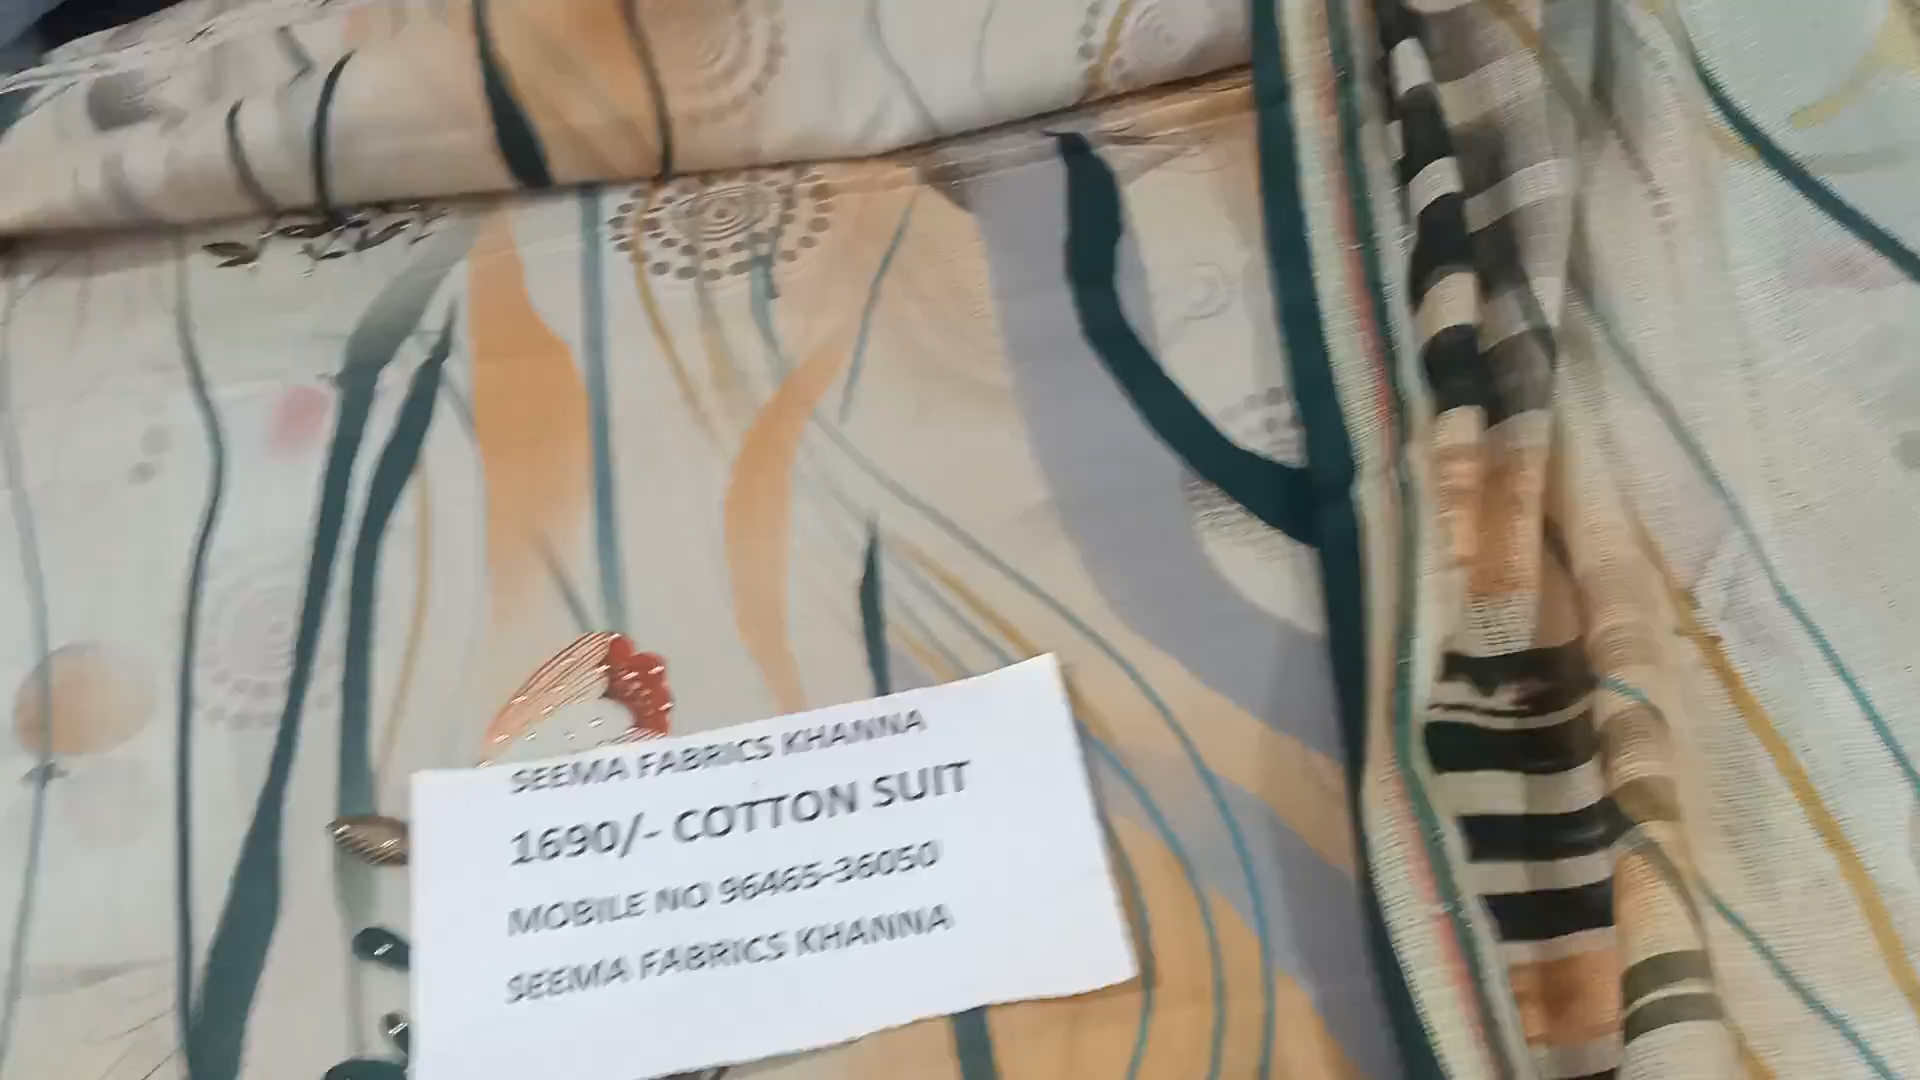 SEEMA FABRICS KHANNA
1690/- COTTON SUIT
MOBILE NO 96465-36050
SEEMA FABRICS KHANNA